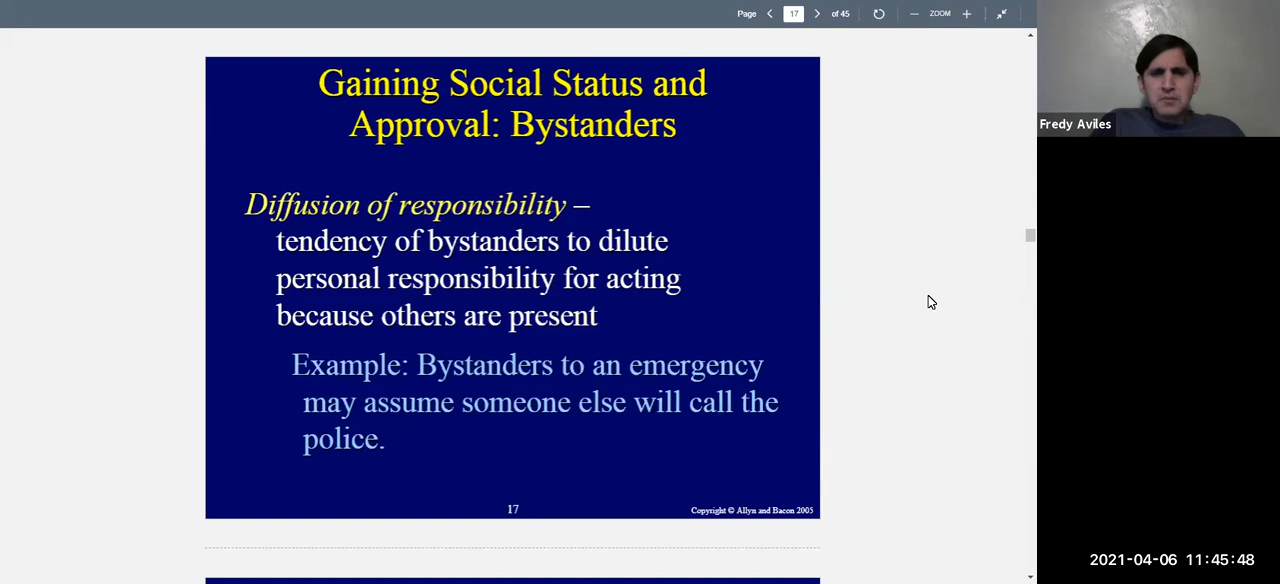 Page 17 of 45 ZOOM
Gaining Social Status and
Approval: Bystanders
Fredy Aviles
Diffusion of responsibility –
tendency of bystanders to dilute
personal responsibility for acting
because others are present
Example: Bystanders to an emergency
may assume someone else will call the
police.
17
Copyright © Allyn and Bacon 2005
2021-04-06 11:45:48